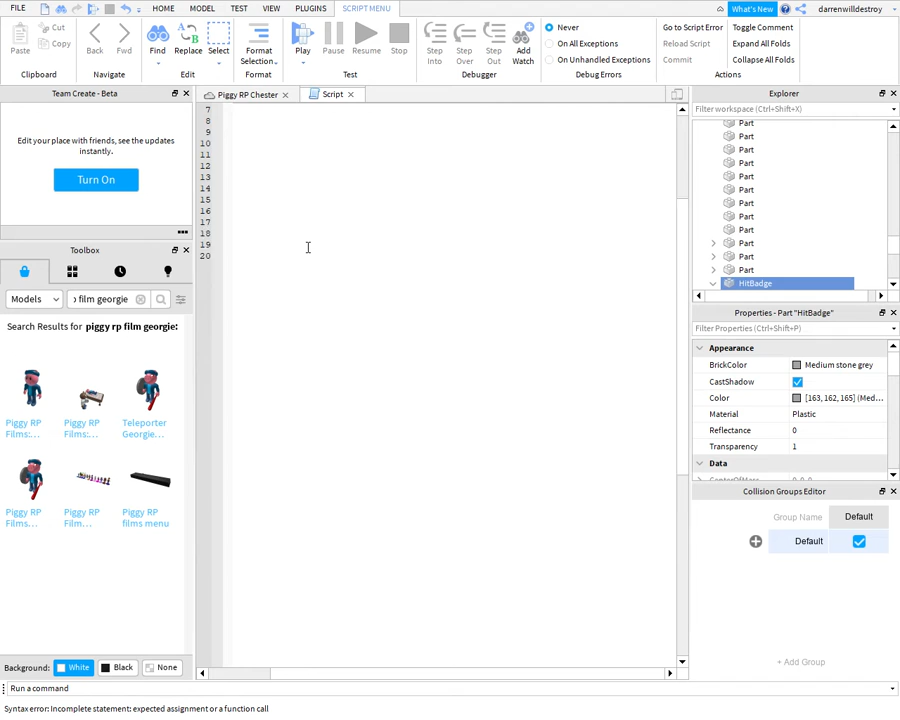 FILE HOME MODEL TEST VIEW PLUGINS SCRIPT MENU What's New darrenwilldestroy
Paste Cut Copy
Clipboard
Back Fwd
Navigate
Find Replace Select
Edit
Format Selection
Format
Play Pause Resume Stop
Test
Step Into Step Over Step Out Add Watch
Debugger
Never
On All Exceptions
On Unhandled Exceptions
Debug Errors
Go to Script Error
Reload Script
Commit
Toggle Comment
Expand All Folds
Collapse All Folds
Actions
Team Create - Beta
Edit your place with friends, see the updates
instantly.
Turn On
Toolbox
Models film georgie
Search Results for piggy rp film georgie:
Piggy RP Films:...
Piggy RP Films:...
Teleporter Georgie...
Piggy RP Films...
Piggy RP Film...
Piggy RP films menu
Background: White Black None
Piggy RP Chester Script
7
8
9
10
11
12
13
14
15
16
17
18
19
20
Explorer
Filter workspace (Ctrl+Shift+X)
Part
Part
Part
Part
Part
Part
Part
Part
Part
Part
Part
Part
HitBadge
Properties - Part "HitBadge"
Filter Properties (Ctrl+Shift+P)
Appearance
BrickColor Medium stone grey
CastShadow
Color [163, 162, 165] (Med...
Material Plastic
Reflectance 0
Transparency 1
Data
Collision Groups Editor
Group Name Default
Default
+ Add Group
Run a command
Syntax error: Incomplete statement: expected assignment or a function call